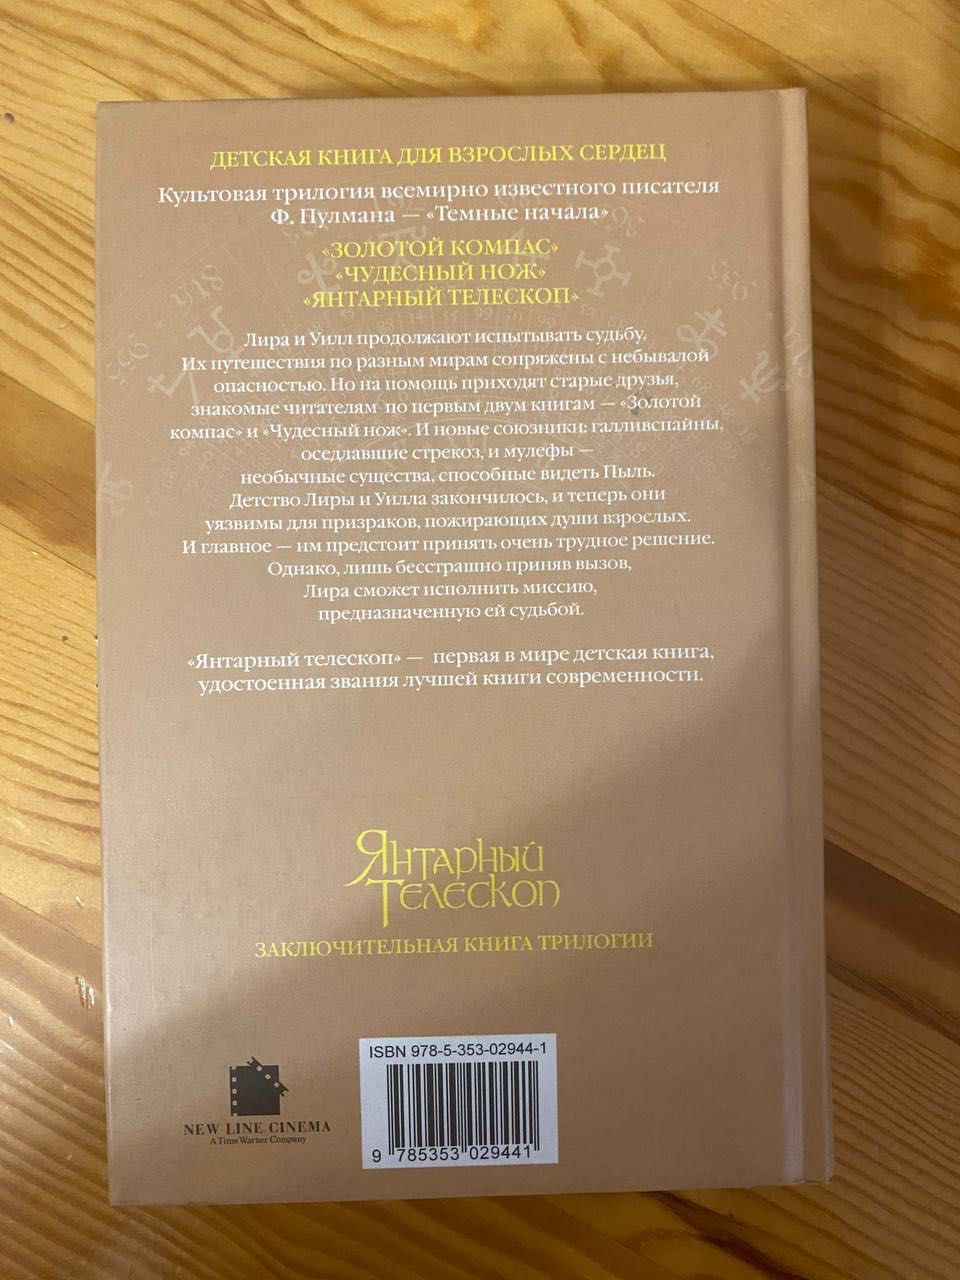 ДЕТСКАЯ КНИГА ДЛЯ ВЗРОСЛЫХ СЕРДЕЦ
Культовая трилогия всемирно известного писателя
Ф. Пулмана — «Темные начала»
«ЗОЛОТОЙ КОМПАС»
«ЧУДЕСНЫЙ НОЖ»
«ЯНТАРНЫЙ ТЕЛЕСКОП»
Лира и Уилл продолжают испытывать судьбу.
Их путешествия по разным мирам сопряжены с небывалой
опасностью. Но на помощь приходят старые друзья,
знакомые читателям по первым двум книгам — «Золотой
компас» и «Чудесный нож». И новые союзники: галливспайны,
оседлавшие стрекоз, и мулефы —
необычные существа, способные видеть Пыль.
Детство Лиры и Уилла закончилось, и теперь они
уязвимы для призраков, пожирающих души взрослых.
И главное — им предстоит принять очень трудное решение.
Однако, лишь бесстрашно приняв вызов,
Лира сможет исполнить миссию,
предназначенную ей судьбой.
«Янтарный телескоп» — первая в мире детская книга,
удостоенная звания лучшей книги современности.
Янтарный
Телескоп
ЗАКЛЮЧИТЕЛЬНАЯ КНИГА ТРИЛОГИИ
ISBN 978-5-353-02944-1
9 785353 029441
NEW LINE CINEMA
A Time Warner Company